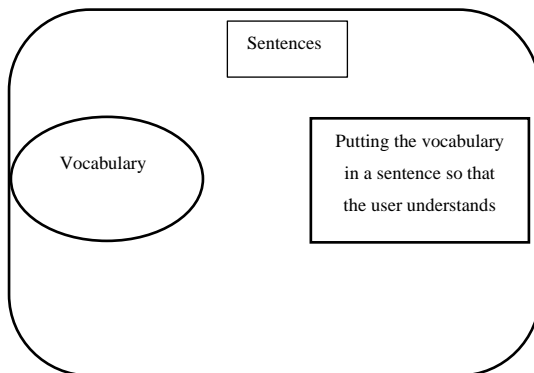 Sentences
Vocabulary
Putting the vocabulary
in a sentence so that
the user understands